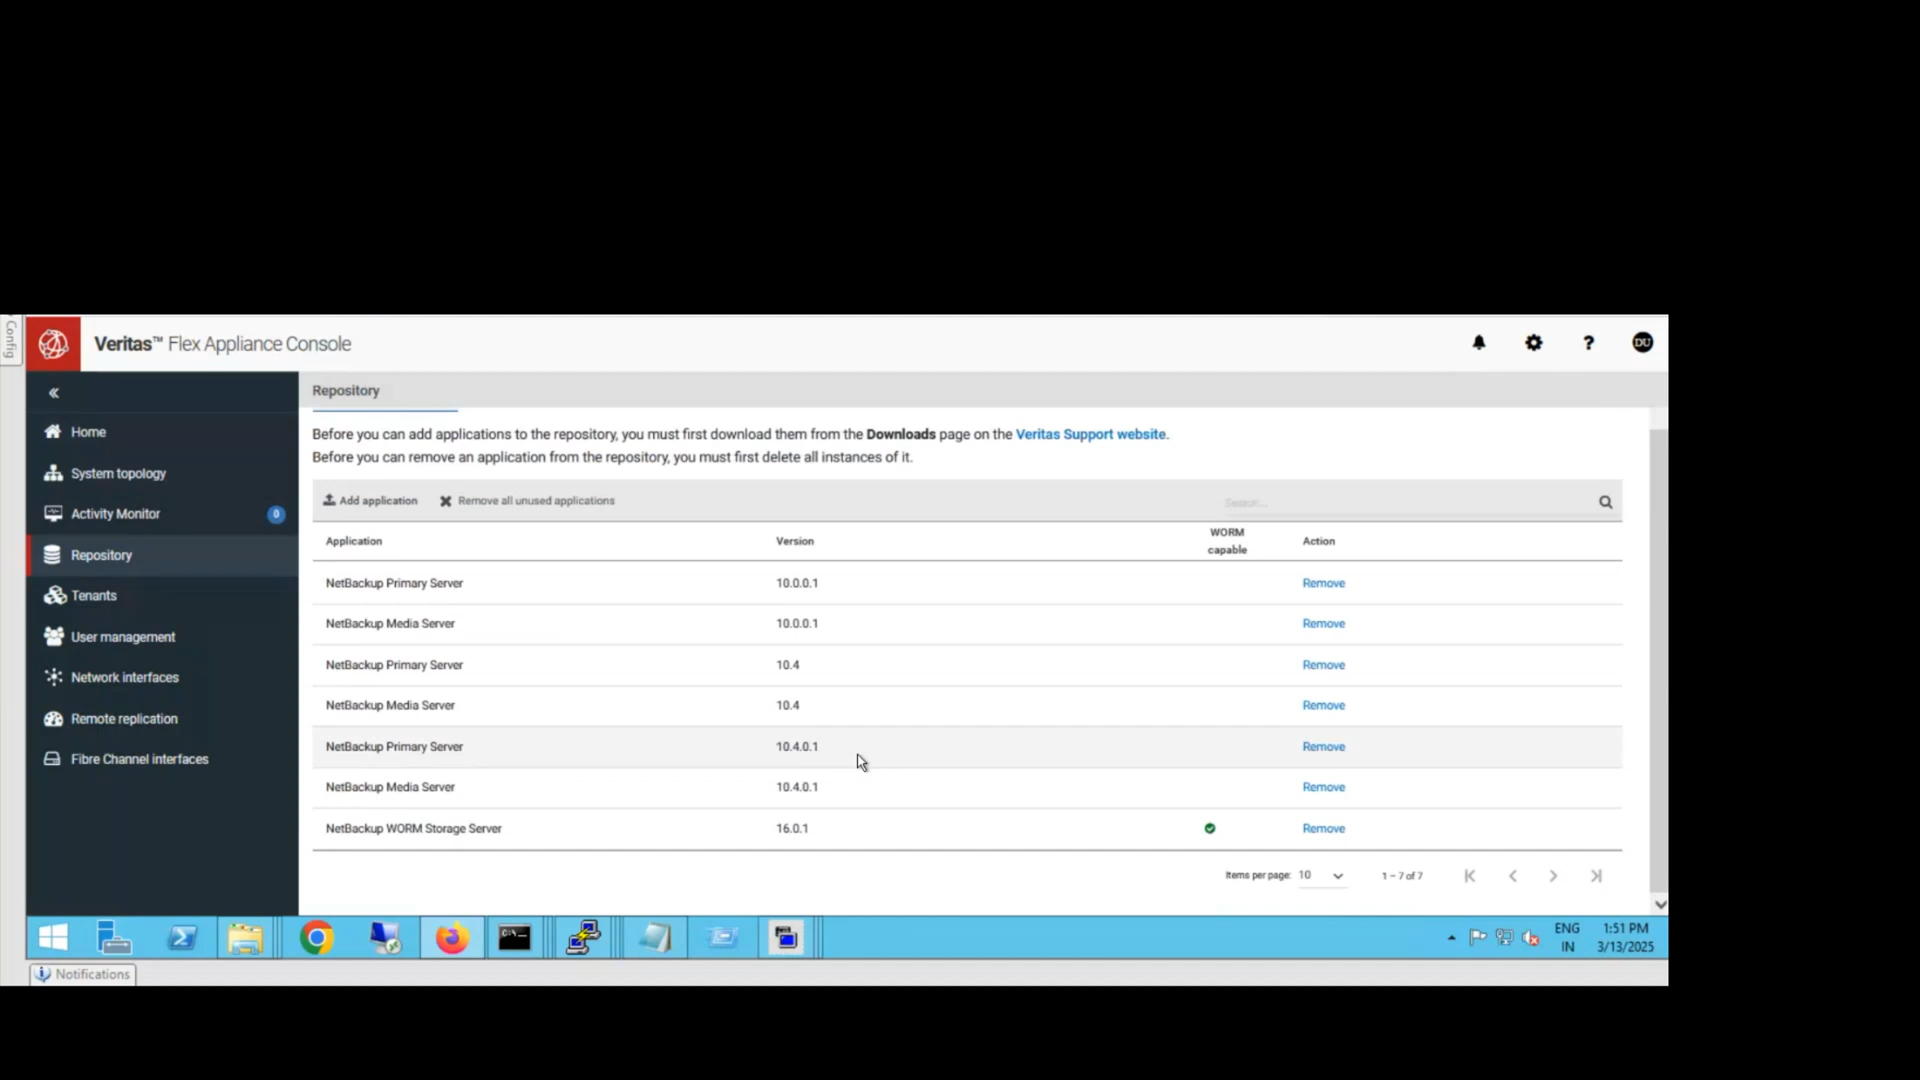 Config
Veritas™ Flex Appliance Console
DU
Repository
Home
System topology
Activity Monitor 0
Repository
Tenants
User management
Network interfaces
Remote replication
Fibre Channel interfaces
Before you can add applications to the repository, you must first download them from the Downloads page on the Veritas Support website.
Before you can remove an application from the repository, you must first delete all instances of it.
Add application Remove all unused applications Search...
Application Version WORM capable Action
NetBackup Primary Server 10.0.0.1 Remove
NetBackup Media Server 10.0.0.1 Remove
NetBackup Primary Server 10.4 Remove
NetBackup Media Server 10.4 Remove
NetBackup Primary Server 10.4.0.1 Remove
NetBackup Media Server 10.4.0.1 Remove
NetBackup WORM Storage Server 16.0.1 Remove
Items per page: 10 1 – 7 of 7
ENG 1:51 PM
IN 3/13/2025
Notifications